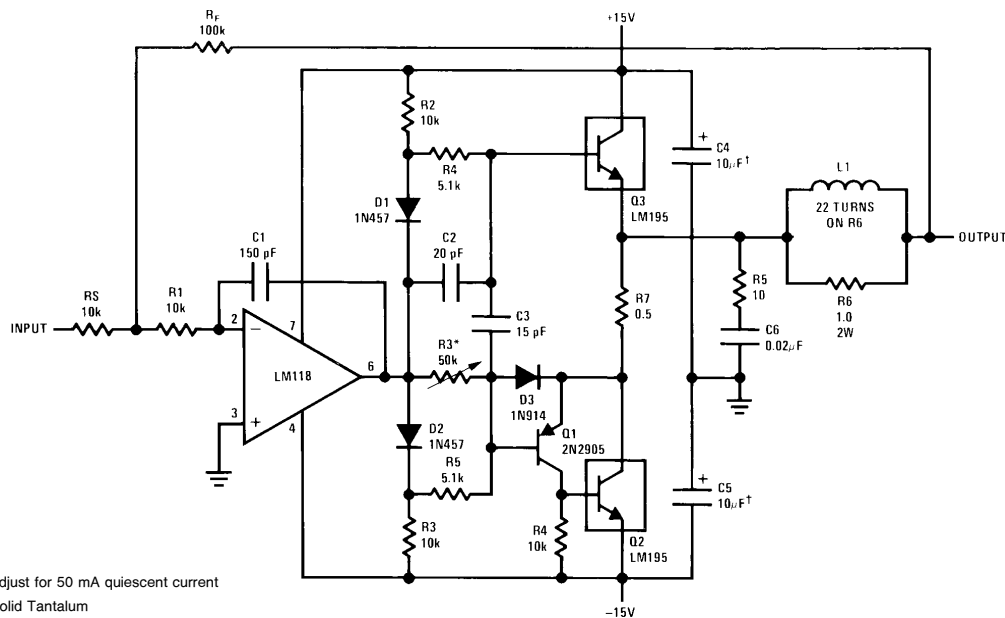 R_F
100k
+15V
R2
10k
R4
5.1k
Q3
LM195
+
C4
10μF†
L1
22 TURNS
ON R6
OUTPUT
D1
1N457
C1
150 pF
C2
20 pF
RS
10k
R1
10k
INPUT
2
−
7
LM118
6
3
+
4
R3*
50k
C3
15 pF
D3
1N914
R7
0.5
R5
10
C6
0.02μF
R6
1.0
2W
D2
1N457
Q1
2N2905
R5
5.1k
R3
10k
R4
10k
Q2
LM195
+
C5
10μF†
−15V
djust for 50 mA quiescent current
olid Tantalum